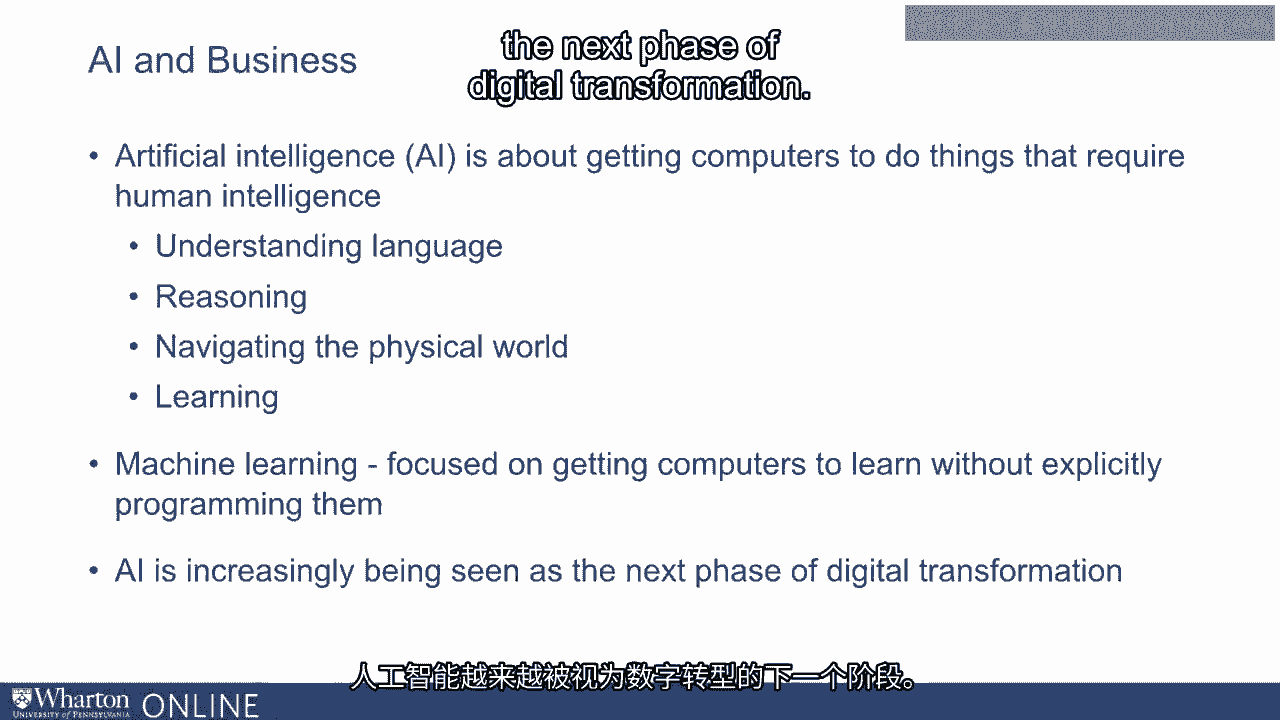 AI and Business
the next phase of
digital transformation.
• Artificial intelligence (AI) is about getting computers to do things that require
human intelligence
• Understanding language
• Reasoning
• Navigating the physical world
• Learning
• Machine learning - focused on getting computers to learn without explicitly
programming them
• AI is increasingly being seen as the next phase of digital transformation
人工智能越来越被视为数字转型的下一个阶段。
Wharton
UNIVERSITY of PENNSYLVANIA
ONLINE